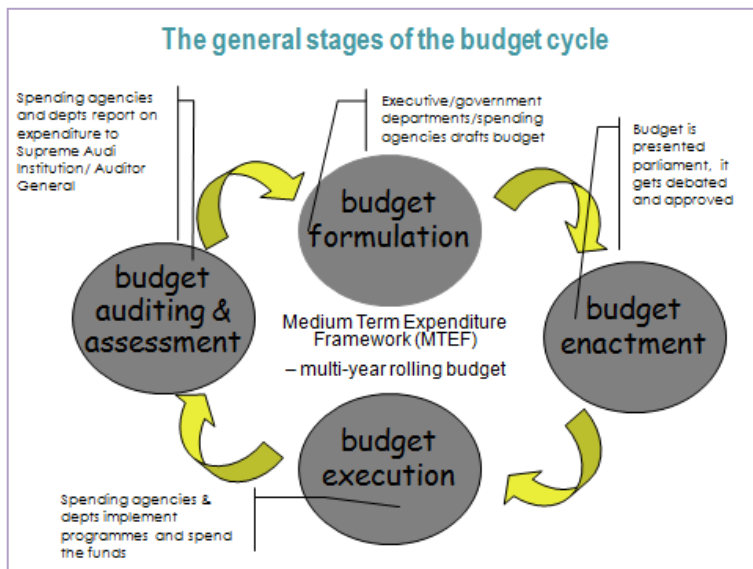 The general stages of the budget cycle
Spending agencies
and depts report on
expenditure to
Supreme Audi
Institution/ Auditor
General
Executive/government
departments/spending
agencies drafts budget
Budget is
presented
parliament, it
gets debated
and approved
budget
formulation
budget
auditing &
assessment
budget
enactment
Medium Term Expenditure
Framework (MTEF)
– multi-year rolling budget
budget
execution
Spending agencies &
depts implement
programmes and spend
the funds